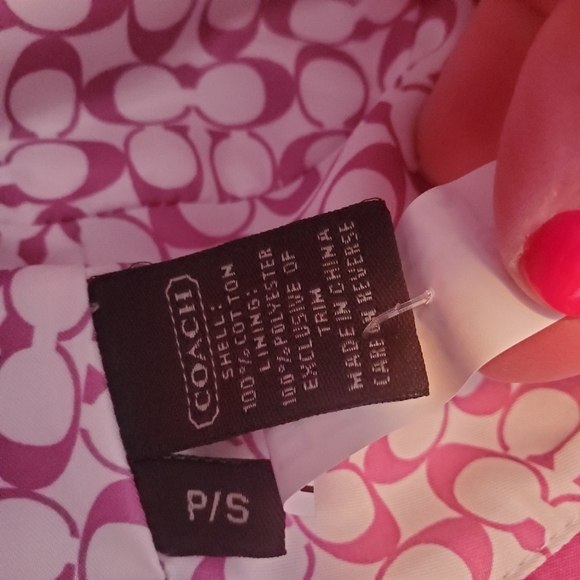 COACH
SHELL:
100% COTTON
LINING:
100% POLYESTER
EXCLUSIVE OF
TRIM
MADE IN CHINA
CARE ON REVERSE
P/S